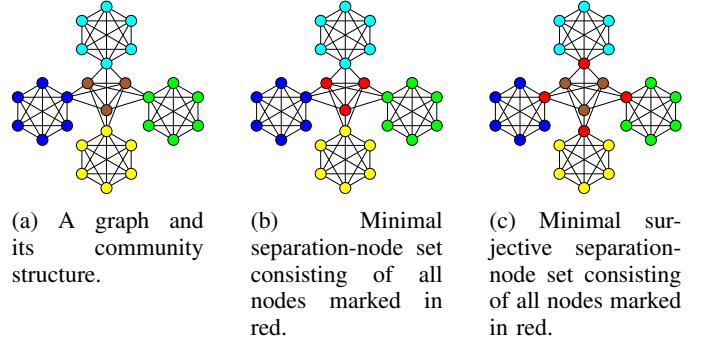 (a) A graph and
its community
structure.
(b) Minimal
separation-node set
consisting of all
nodes marked in
red.
(c) Minimal sur-
jective separation-
node set consisting
of all nodes marked
in red.